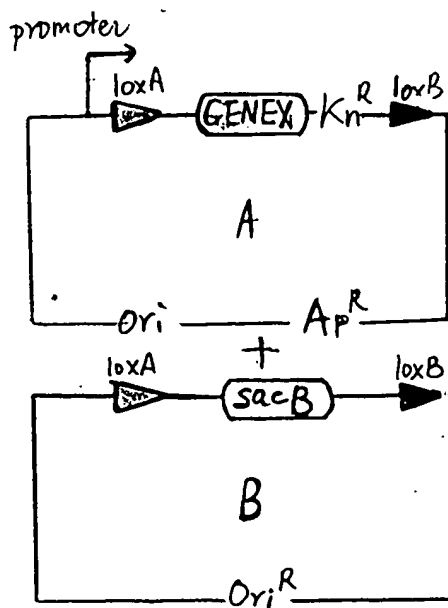 promoter
loxA GENEX Kn^R loxB
A
Ori Ap^R
+
loxA sacB loxB
B
Ori^R